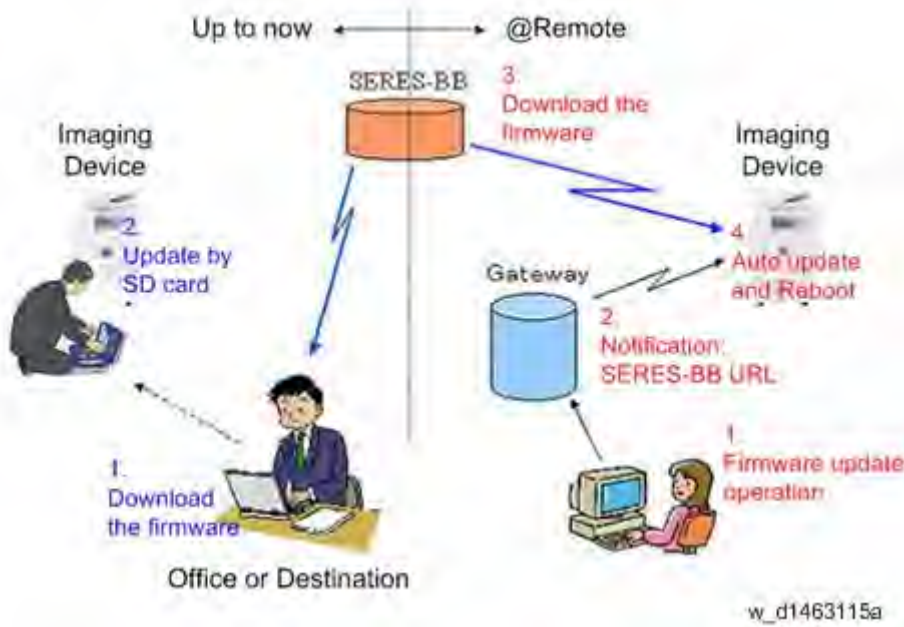 Up to now
@Remote
SERES-BB
3.
Download the
firmware
Imaging
Device
Imaging
Device
2.
Update by
SD card
4.
Auto update
and Reboot
Gateway
2.
Notification:
SERES-BB URL
1.
Download
the firmware
1.
Firmware update
operation
Office or Destination
w_d1463115a